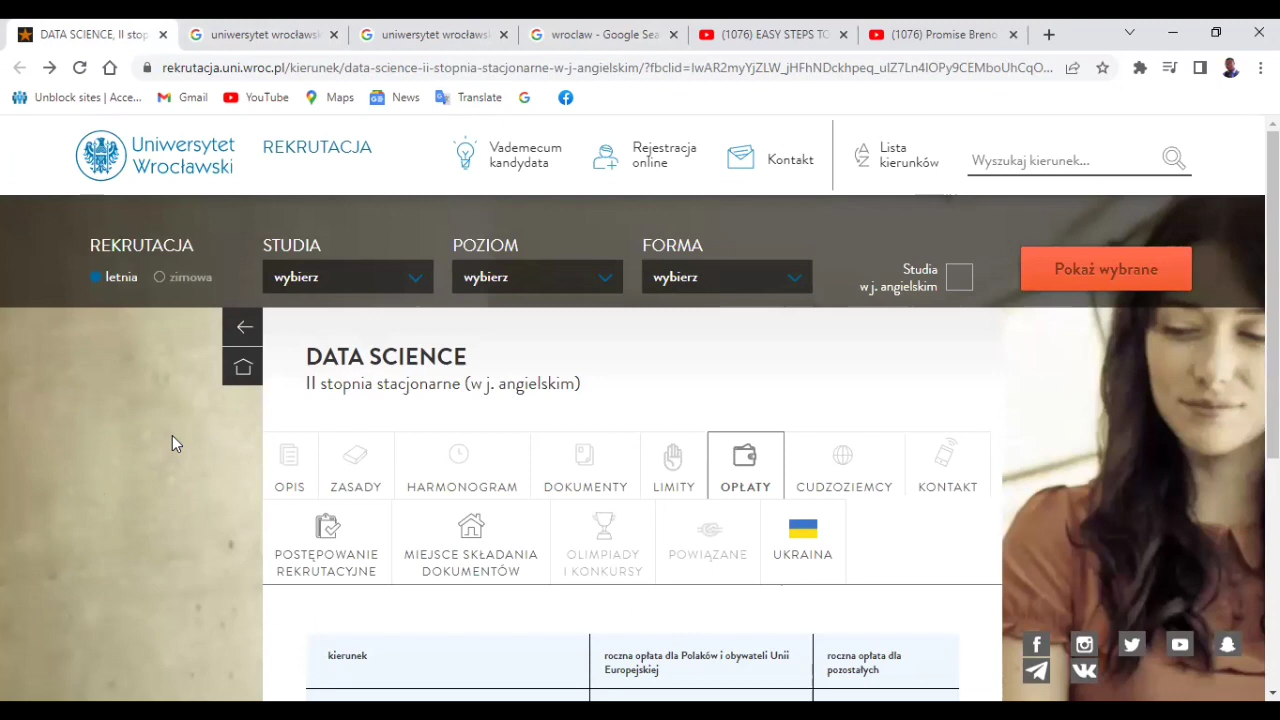 DATA SCIENCE, II stop
uniwersytet wrocławsk
uniwersytet wrocławsk
wroclaw - Google Sea
(1076) EASY STEPS TO
(1076) Promise Breno
rekrutacja.uni.wroc.pl/kierunek/data-science-ii-stopnia-stacjonarne-w-j-angielskim/?fbclid=IwAR2myYjZLW_jHFhNDckhpeq_uIZ7Ln4IOPy9CEMboUhCqO...
Unblock sites | Acce...
Gmail
YouTube
Maps
News
Translate
Uniwersytet
Wrocławski
REKRUTACJA
Vademecum
kandydata
Rejestracja
online
Kontakt
Lista
kierunków
Wyszukaj kierunek...
REKRUTACJA
STUDIA
POZIOM
FORMA
letnia
zimowa
wybierz
wybierz
wybierz
Studia
w j. angielskim
Pokaż wybrane
DATA SCIENCE
II stopnia stacjonarne (w j. angielskim)
OPIS
ZASADY
HARMONOGRAM
DOKUMENTY
LIMITY
OPŁATY
CUDZOZIEMCY
KONTAKT
POSTĘPOWANIE
REKRUTACYJNE
MIEJSCE SKŁADANIA
DOKUMENTÓW
OLIMPIADY
I KONKURSY
POWIĄZANE
UKRAINA
kierunek
roczna opłata dla Polaków i obywateli Unii
Europejskiej
roczna opłata dla
pozostałych